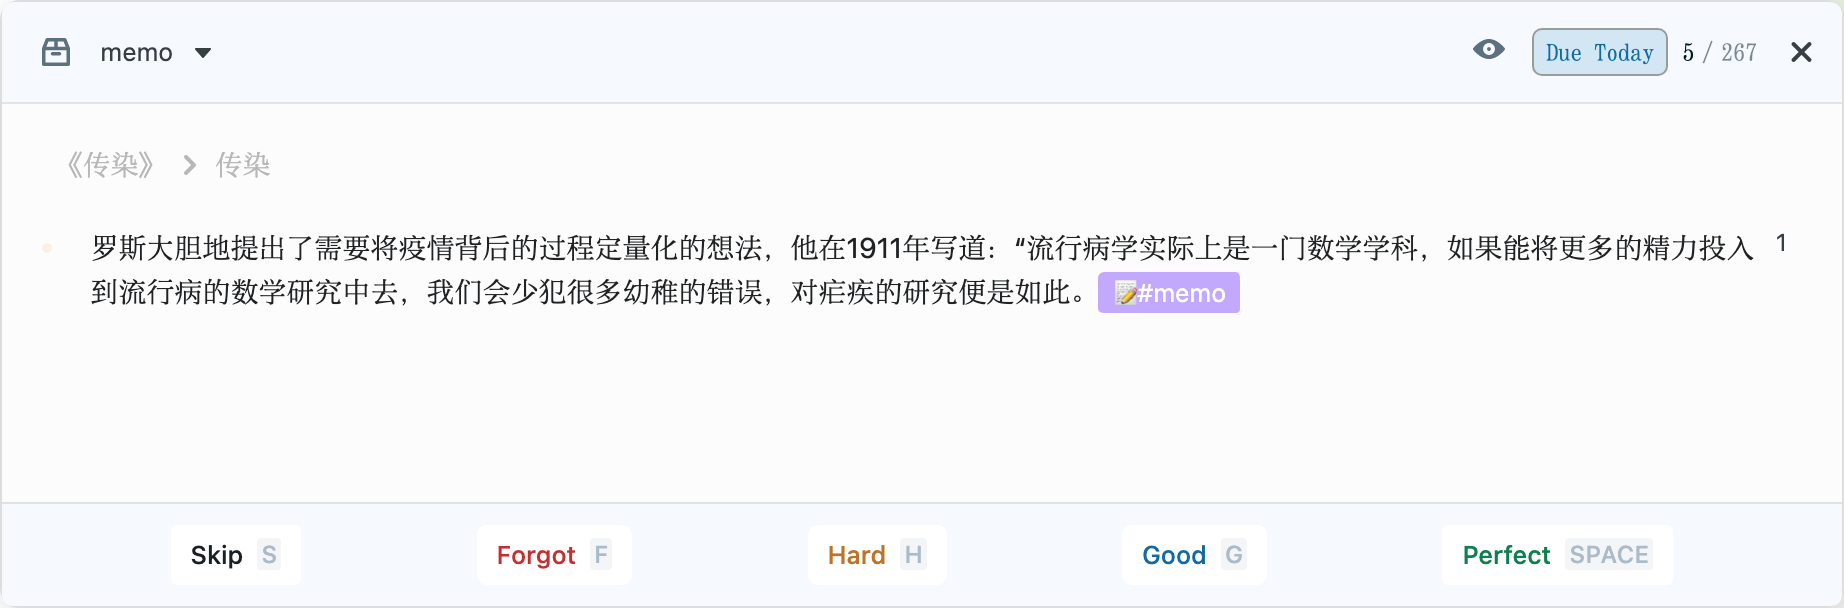 memo
Due Today 5 / 267
《传染》 传染
罗斯大胆地提出了需要将疫情背后的过程定量化的想法，他在1911年写道：“流行病学实际上是一门数学学科，如果能将更多的精力投入 1
到流行病的数学研究中去，我们会少犯很多幼稚的错误，对疟疾的研究便是如此。 📝#memo
Skip S Forgot F Hard H Good G Perfect SPACE